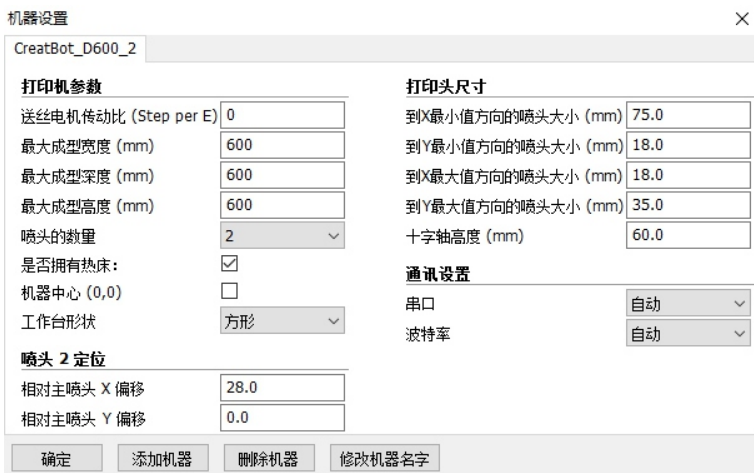 机器设置
CreatBot_D600_2
打印机参数
送丝电机传动比 (Step per E) 0
最大成型宽度 (mm) 600
最大成型深度 (mm) 600
最大成型高度 (mm) 600
喷头的数量 2
是否拥有热床:
机器中心 (0,0)
工作台形状 方形
喷头 2 定位
相对主喷头 X 偏移 28.0
相对主喷头 Y 偏移 0.0
打印头尺寸
到X最小值方向的喷头大小 (mm) 75.0
到Y最小值方向的喷头大小 (mm) 18.0
到X最大值方向的喷头大小 (mm) 18.0
到Y最大值方向的喷头大小 (mm) 35.0
十字轴高度 (mm) 60.0
通讯设置
串口 自动
波特率 自动
确定 添加机器 删除机器 修改机器名字